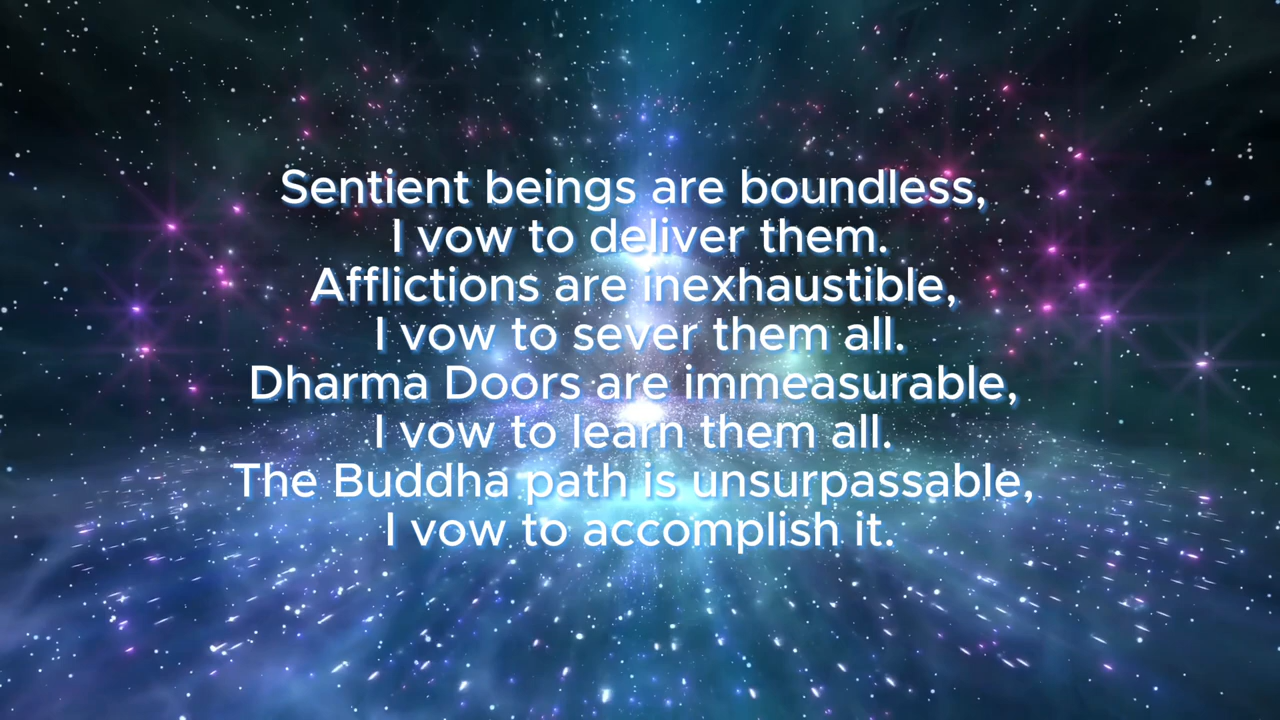 Sentient beings are boundless,
I vow to deliver them.
Afflictions are inexhaustible,
I vow to sever them all.
Dharma Doors are immeasurable,
I vow to learn them all.
The Buddha path is unsurpassable,
I vow to accomplish it.